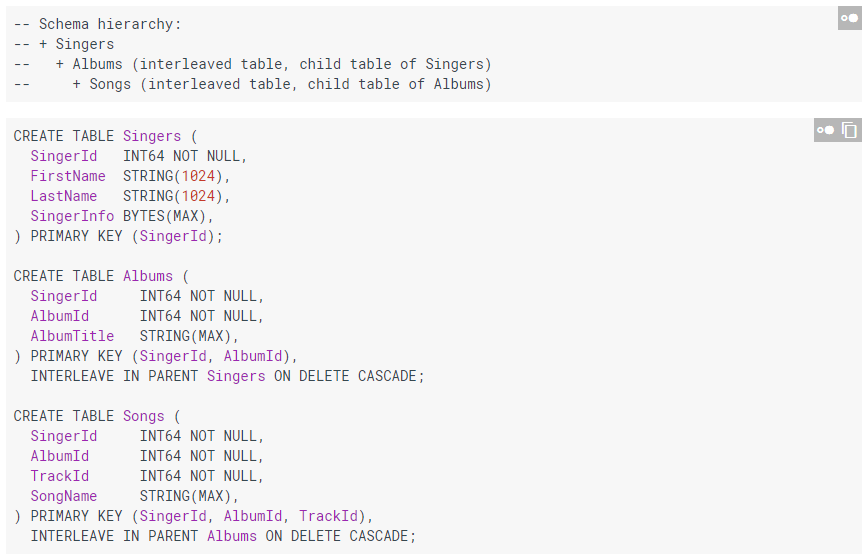 -- Schema hierarchy:
-- + Singers
--   + Albums (interleaved table, child table of Singers)
--     + Songs (interleaved table, child table of Albums)
CREATE TABLE Singers (
  SingerId   INT64 NOT NULL,
  FirstName  STRING(1024),
  LastName   STRING(1024),
  SingerInfo BYTES(MAX),
) PRIMARY KEY (SingerId);
CREATE TABLE Albums (
  SingerId     INT64 NOT NULL,
  AlbumId      INT64 NOT NULL,
  AlbumTitle   STRING(MAX),
) PRIMARY KEY (SingerId, AlbumId),
  INTERLEAVE IN PARENT Singers ON DELETE CASCADE;
CREATE TABLE Songs (
  SingerId     INT64 NOT NULL,
  AlbumId      INT64 NOT NULL,
  TrackId      INT64 NOT NULL,
  SongName     STRING(MAX),
) PRIMARY KEY (SingerId, AlbumId, TrackId),
  INTERLEAVE IN PARENT Albums ON DELETE CASCADE;